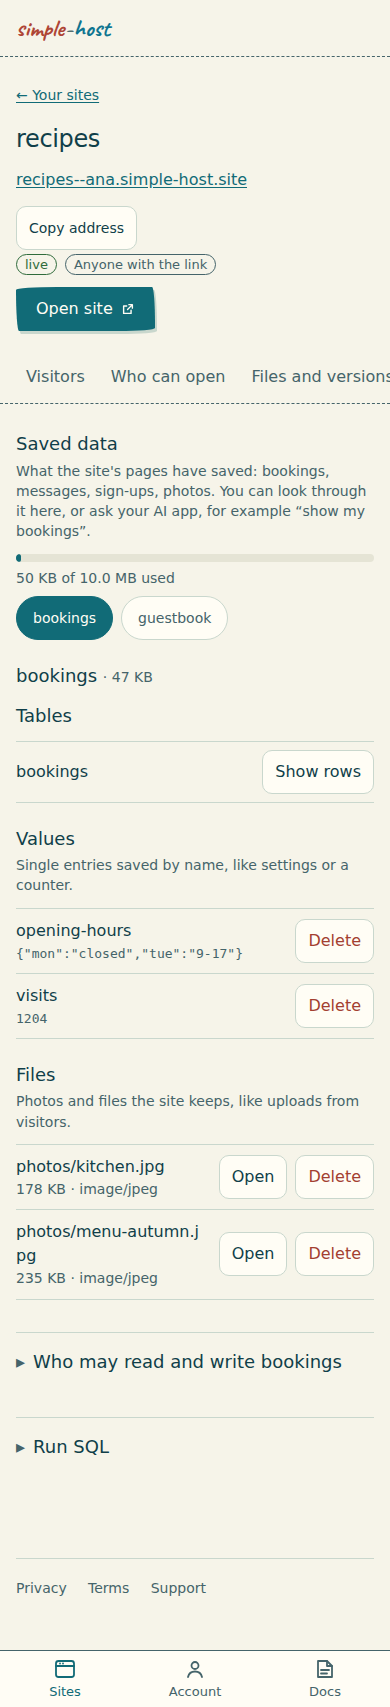 simple-host
← Your sites
recipes
recipes--ana.simple-host.site
Copy address
live Anyone with the link
Open site
Visitors Who can open Files and versions
Saved data
What the site's pages have saved: bookings,
messages, sign-ups, photos. You can look through
it here, or ask your AI app, for example “show my
bookings”.
50 KB of 10.0 MB used
bookings guestbook
bookings · 47 KB
Tables
bookings Show rows
Values
Single entries saved by name, like settings or a
counter.
opening-hours
{"mon":"closed","tue":"9-17"}
Delete
visits
1204
Delete
Files
Photos and files the site keeps, like uploads from
visitors.
photos/kitchen.jpg
178 KB · image/jpeg
Open Delete
photos/menu-autumn.j
pg
235 KB · image/jpeg
Open Delete
▸ Who may read and write bookings
▸ Run SQL
Privacy Terms Support
Sites Account Docs